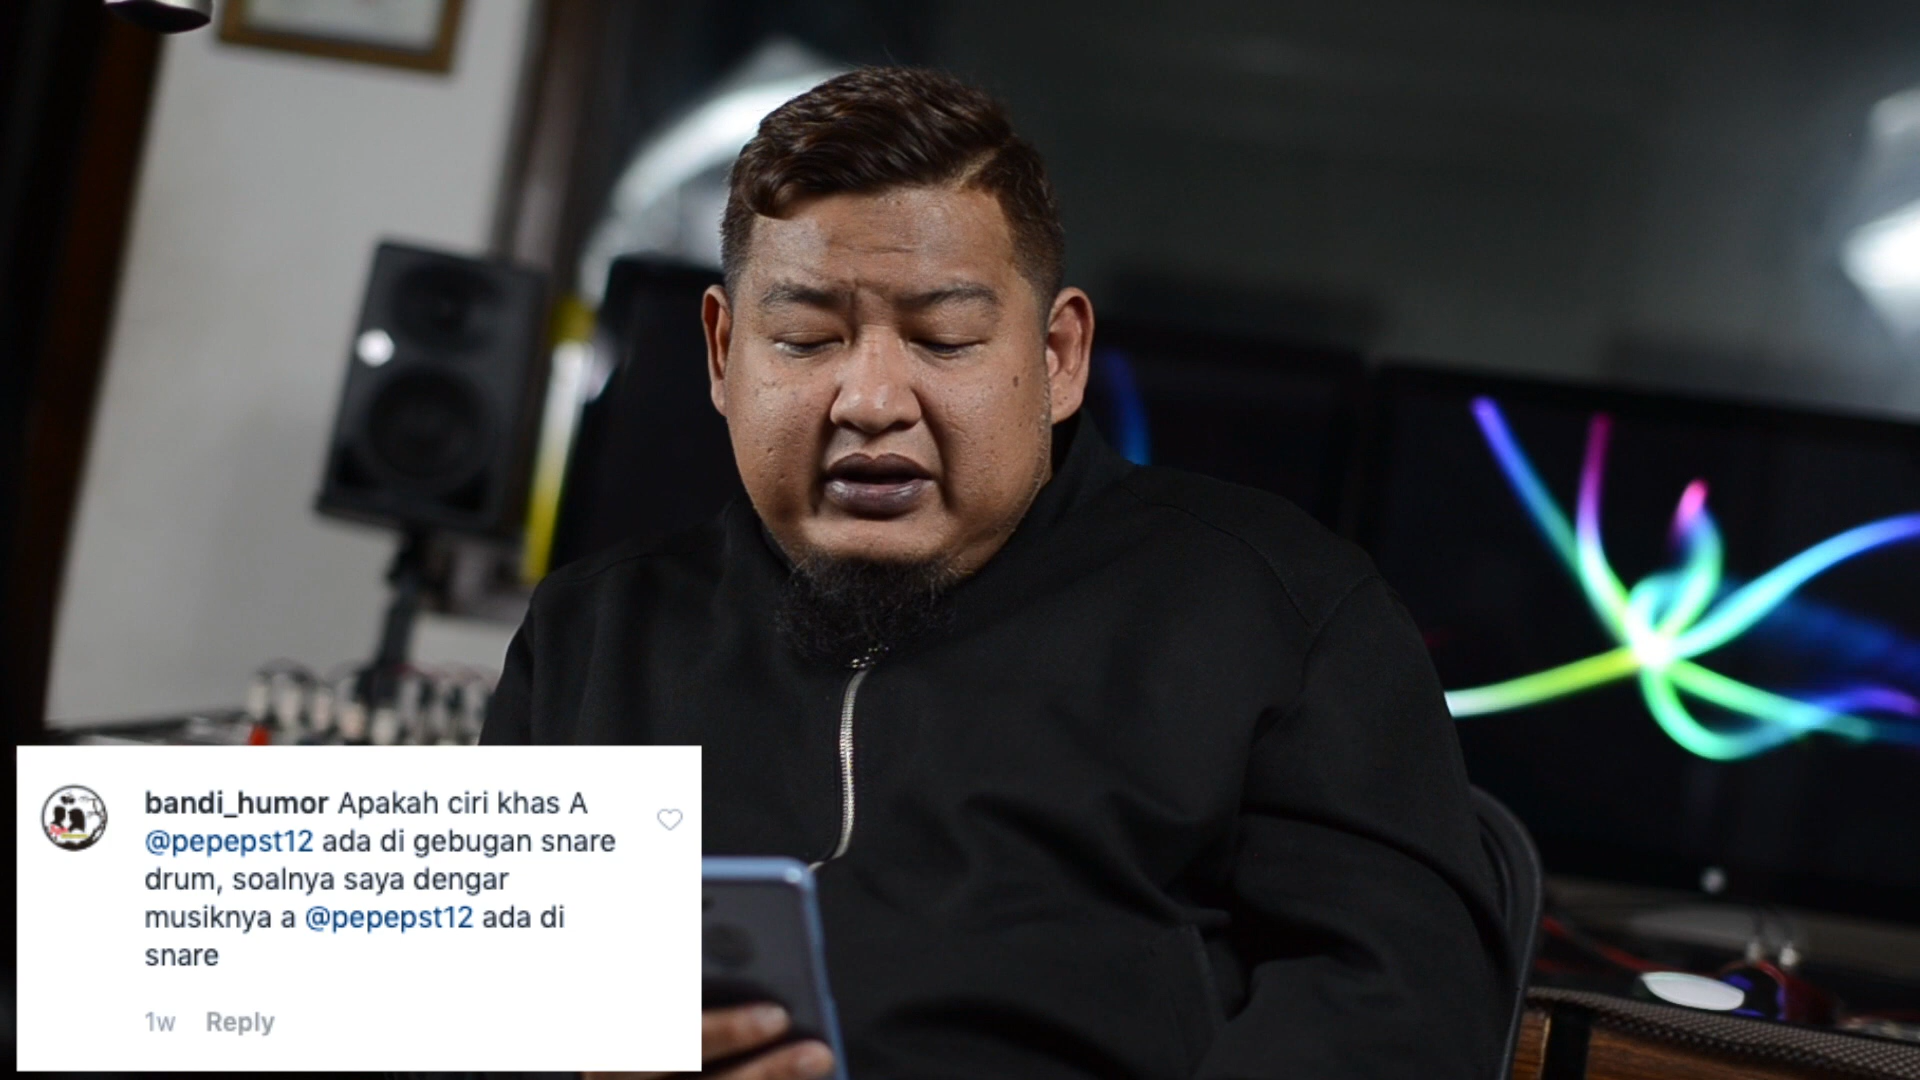 bandi_humor Apakah ciri khas A
@pepepst12 ada di gebugan snare
drum, soalnya saya dengar
musiknya a @pepepst12 ada di
snare
1w Reply